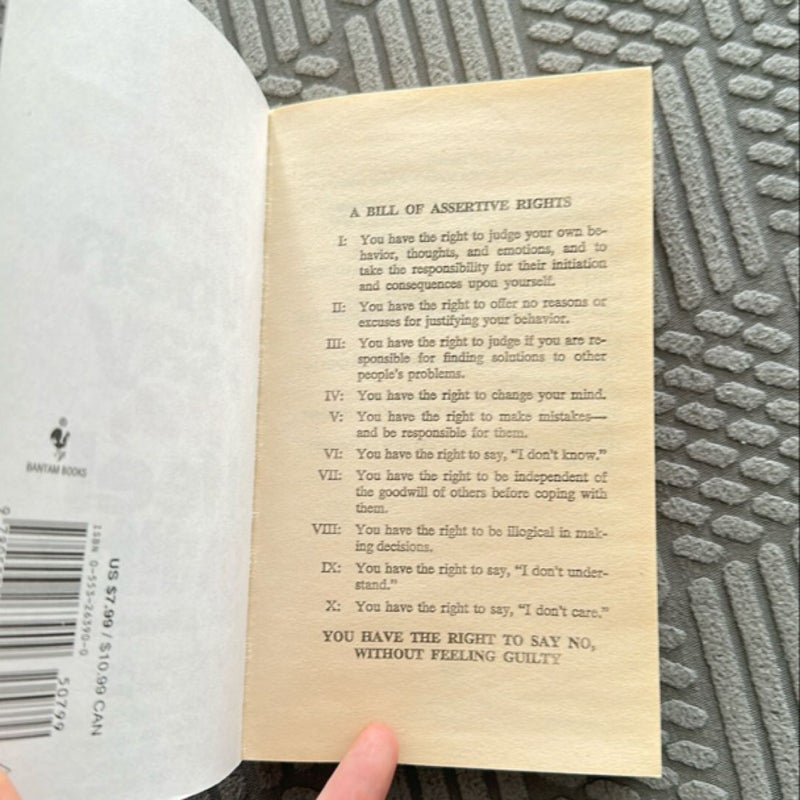 BANTAM BOOKS
ISBN 0-553-26390-0
US $7.99 / $10.99 CAN
50799
A BILL OF ASSERTIVE RIGHTS
I: You have the right to judge your own be-
havior, thoughts, and emotions, and to
take the responsibility for their initiation
and consequences upon yourself.
II: You have the right to offer no reasons or
excuses for justifying your behavior.
III: You have the right to judge if you are re-
sponsible for finding solutions to other
people's problems.
IV: You have the right to change your mind.
V: You have the right to make mistakes—
and be responsible for them.
VI: You have the right to say, "I don't know."
VII: You have the right to be independent of
the goodwill of others before coping with
them.
VIII: You have the right to be illogical in mak-
ing decisions.
IX: You have the right to say, "I don't under-
stand."
X: You have the right to say, "I don't care."
YOU HAVE THE RIGHT TO SAY NO,
WITHOUT FEELING GUILTY